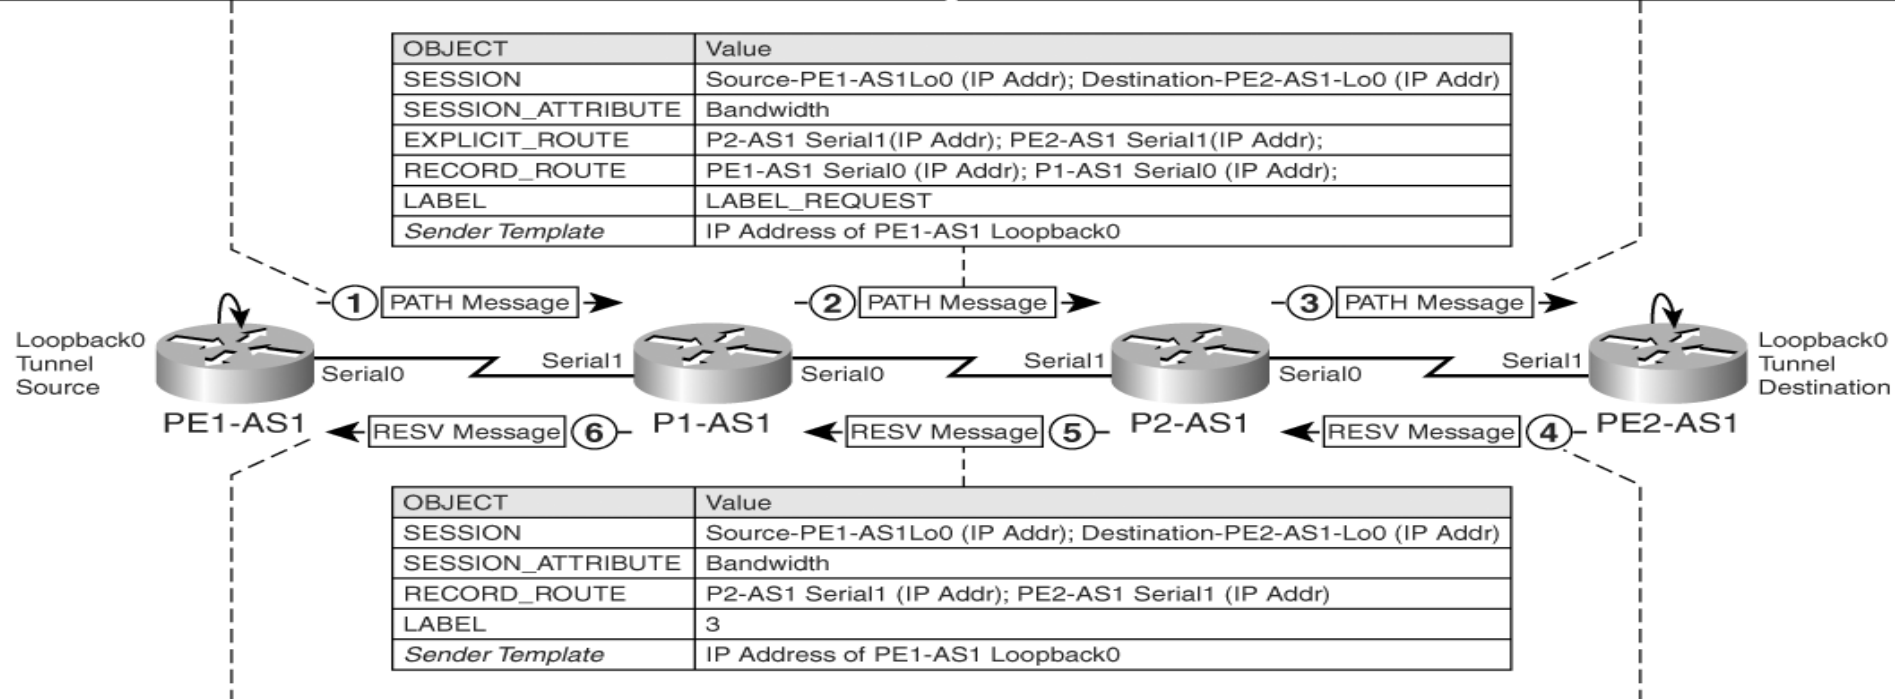 OBJECT Value
SESSION Source-PE1-AS1Lo0 (IP Addr); Destination-PE2-AS1-Lo0 (IP Addr)
SESSION_ATTRIBUTE Bandwidth
EXPLICIT_ROUTE P2-AS1 Serial1(IP Addr); PE2-AS1 Serial1(IP Addr);
RECORD_ROUTE PE1-AS1 Serial0 (IP Addr); P1-AS1 Serial0 (IP Addr);
LABEL LABEL_REQUEST
Sender Template IP Address of PE1-AS1 Loopback0
1 PATH Message
2 PATH Message
3 PATH Message
Loopback0
Tunnel
Source
Serial0
Serial1
Serial0
Serial1
Serial0
Serial1
Loopback0
Tunnel
Destination
PE1-AS1
P1-AS1
P2-AS1
PE2-AS1
RESV Message 6
RESV Message 5
RESV Message 4
OBJECT Value
SESSION Source-PE1-AS1Lo0 (IP Addr); Destination-PE2-AS1-Lo0 (IP Addr)
SESSION_ATTRIBUTE Bandwidth
RECORD_ROUTE P2-AS1 Serial1 (IP Addr); PE2-AS1 Serial1 (IP Addr)
LABEL 3
Sender Template IP Address of PE1-AS1 Loopback0